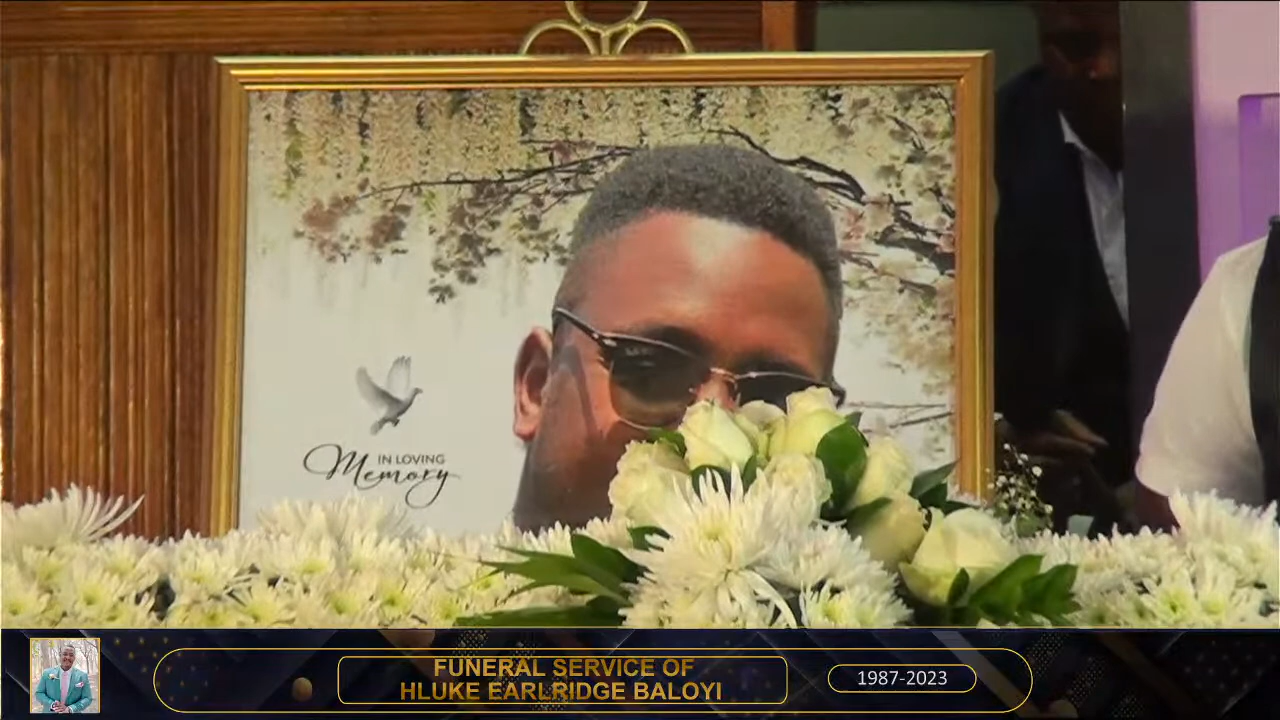 IN LOVING
Memory
FUNERAL SERVICE OF
HLUKE EARLRIDGE BALOYI
1987-2023